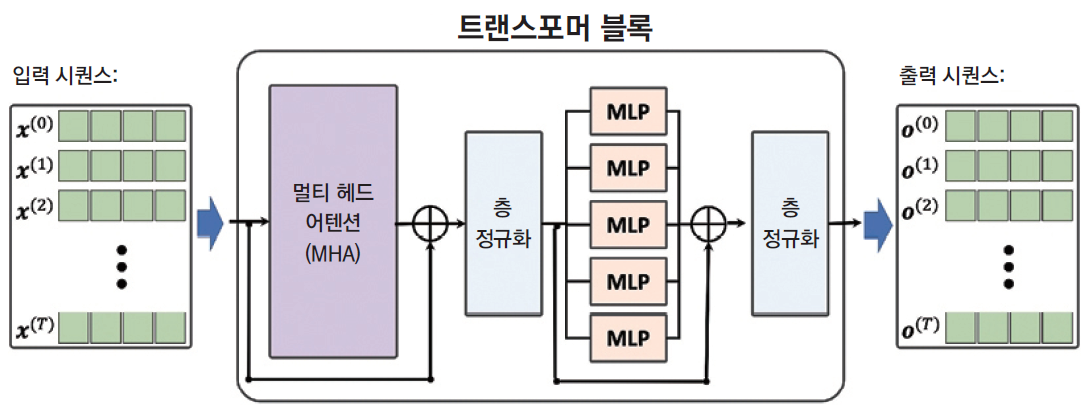 트랜스포머 블록
입력 시퀀스:
x^(0)
x^(1)
x^(2)
x^(T)
멀티 헤드
어텐션
(MHA)
층
정규화
MLP
MLP
MLP
MLP
MLP
층
정규화
출력 시퀀스:
o^(0)
o^(1)
o^(2)
o^(T)